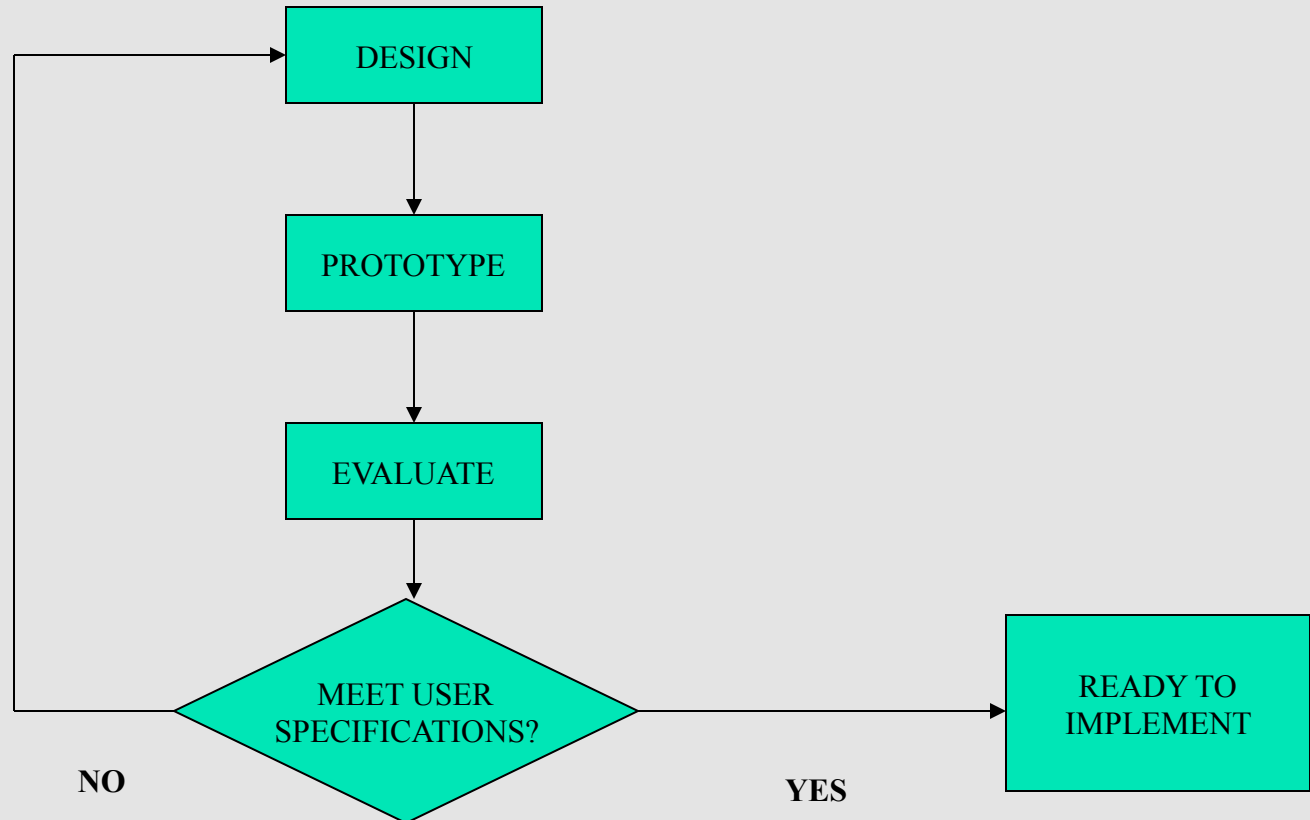 DESIGN
PROTOTYPE
EVALUATE
MEET USER
SPECIFICATIONS?
READY TO
IMPLEMENT
NO
YES